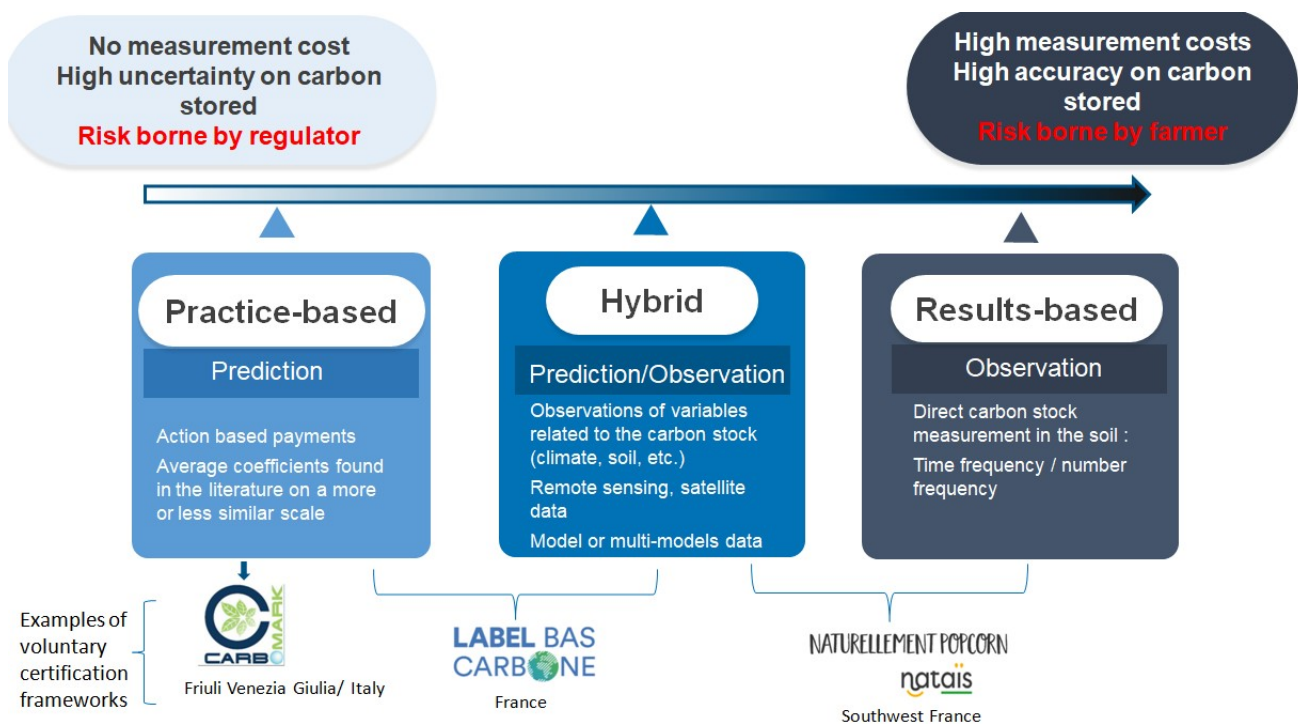 No measurement cost
High uncertainty on carbon
stored
Risk borne by regulator
High measurement costs
High accuracy on carbon
stored
Risk borne by farmer
Practice-based
Prediction
Action based payments
Average coefficients found
in the literature on a more
or less similar scale
Hybrid
Prediction/Observation
Observations of variables
related to the carbon stock
(climate, soil, etc.)
Remote sensing, satellite
data
Model or multi-models data
Results-based
Observation
Direct carbon stock
measurement in the soil :
Time frequency / number
frequency
Examples of
voluntary
certification
frameworks
CARBOMARK
Friuli Venezia Giulia/ Italy
LABEL BAS
CARBONE
France
NATURELLEMENT POPCORN
nataïs
Southwest France